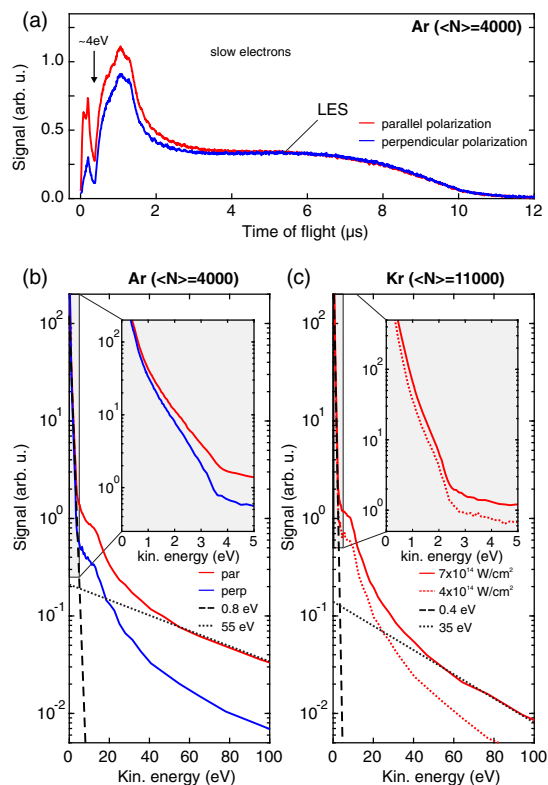 (a)
Ar (<N>=4000)
~4eV
slow electrons
LES
parallel polarization
perpendicular polarization
Signal (arb. u.)
1.0
0.5
0.0
0 2 4 6 8 10 12
Time of flight (μs)
(b) Ar (<N>=4000)
(c) Kr (<N>=11000)
Signal (arb. u.)
10²
10¹
10⁰
10⁻¹
10⁻²
10²
10¹
10⁰
0 1 2 3 4 5
kin. energy (eV)
par
perp
0.8 eV
55 eV
0 20 40 60 80 100
Kin. energy (eV)
Signal (arb. u.)
10²
10¹
10⁰
10⁻¹
10⁻²
10²
10¹
10⁰
0 1 2 3 4 5
kin. energy (eV)
7x10¹⁴ W/cm²
4x10¹⁴ W/cm²
0.4 eV
35 eV
0 20 40 60 80 100
Kin. energy (eV)